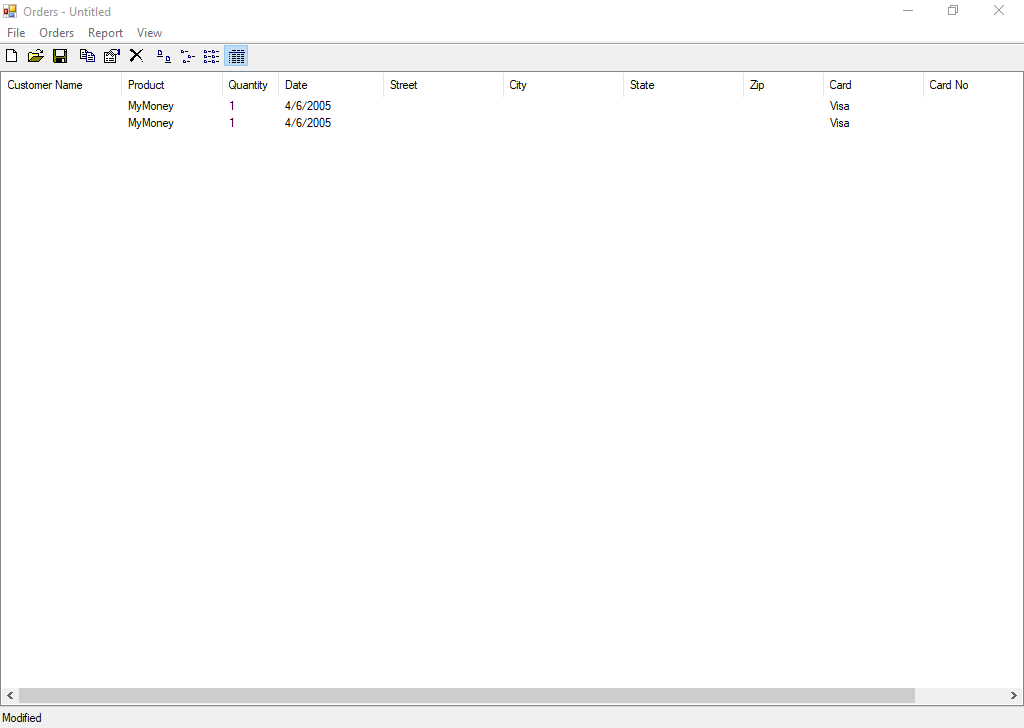 Orders - Untitled
File Orders Report View
Customer Name Product Quantity Date Street City State Zip Card Card No
MyMoney 1 4/6/2005 Visa
MyMoney 1 4/6/2005 Visa
Modified